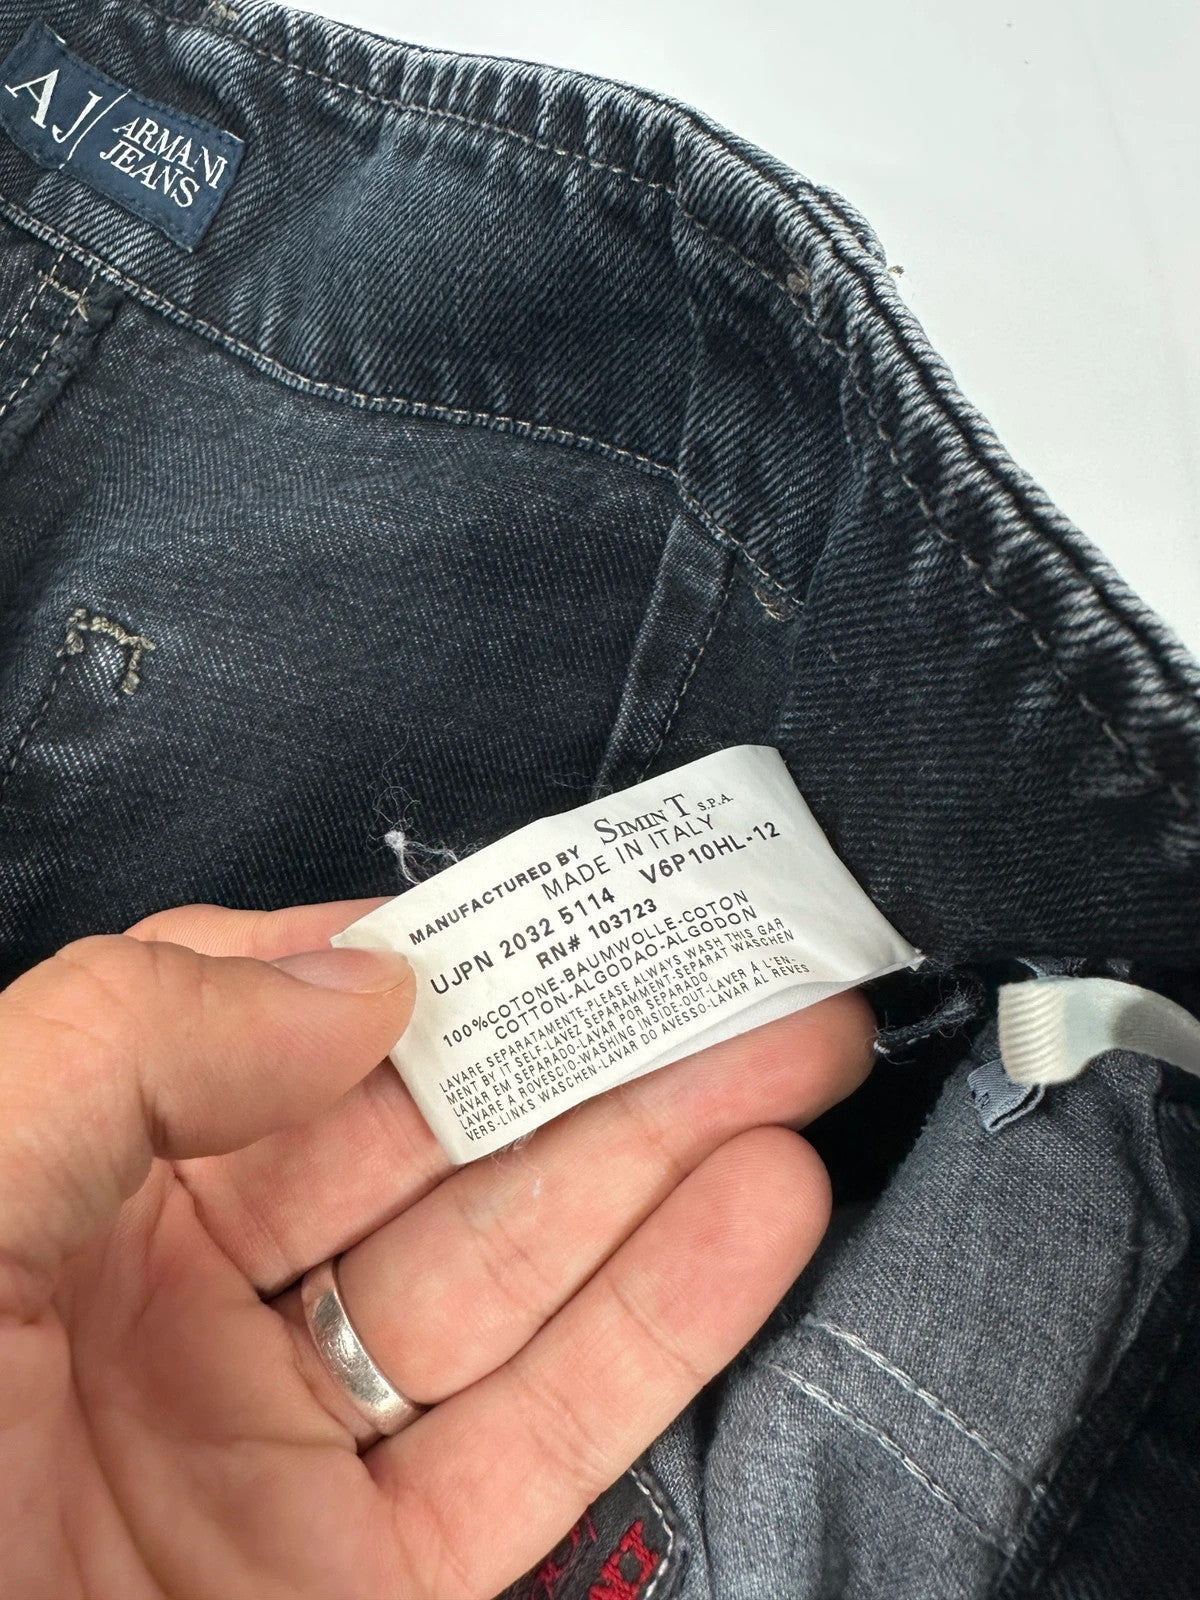 AJ
ARMANI
JEANS
MANUFACTURED BY SIMINT S.P.A.
MADE IN ITALY
UJPN 2032 5114 V6P10HL-12
RN# 103723
100%COTONE-BAUMWOLLE-COTON
COTTON-ALGODAO-ALGODON
LAVARE SEPARATAMENTE-PLEASE ALWAYS WASH THIS GAR
MENT BY IT SELF-LAVEZ SEPARAMMENT-SEPARAT WASCHEN
LAVAR EM SEPARADO-LAVAR POR SEPARADO
LAVARE A ROVESCIO-WASHING INSIDE-OUT-LAVER À L'EN-
VERS-LINKS WASCHEN-LAVAR DO AVESSO-LAVAR AL REVES